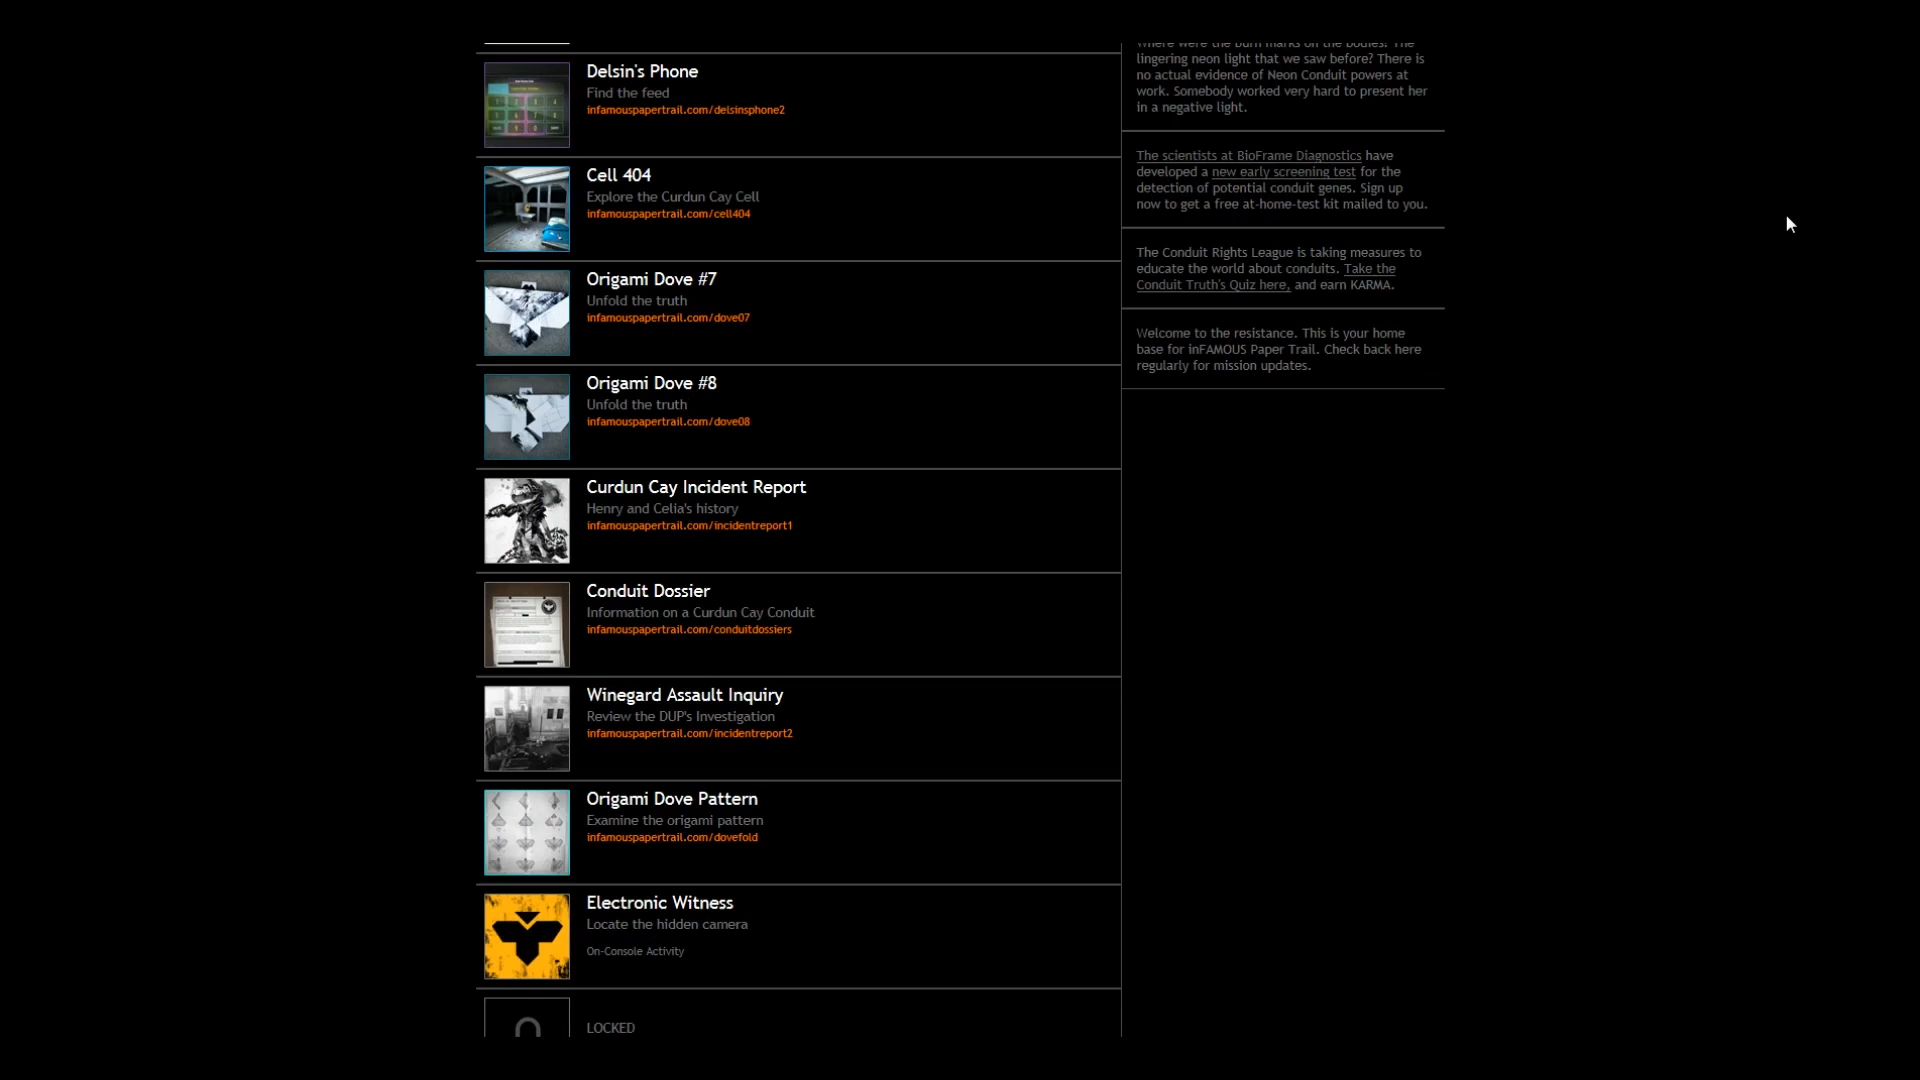 Delsin's Phone
Find the feed
infamouspapertrail.com/delsinsphone2
Cell 404
Explore the Curdun Cay Cell
infamouspapertrail.com/cell404
Origami Dove #7
Unfold the truth
infamouspapertrail.com/dove07
Origami Dove #8
Unfold the truth
infamouspapertrail.com/dove08
Curdun Cay Incident Report
Henry and Celia's history
infamouspapertrail.com/incidentreport1
Conduit Dossier
Information on a Curdun Cay Conduit
infamouspapertrail.com/conduitdossiers
Winegard Assault Inquiry
Review the DUP's Investigation
infamouspapertrail.com/incidentreport2
Origami Dove Pattern
Examine the origami pattern
infamouspapertrail.com/dovefold
Electronic Witness
Locate the hidden camera
On-Console Activity
LOCKED
Where were the burn marks on the bodies? The
lingering neon light that we saw before? There is
no actual evidence of Neon Conduit powers at
work. Somebody worked very hard to present her
in a negative light.
The scientists at BioFrame Diagnostics have
developed a new early screening test for the
detection of potential conduit genes. Sign up
now to get a free at-home-test kit mailed to you.
The Conduit Rights League is taking measures to
educate the world about conduits. Take the
Conduit Truth's Quiz here, and earn KARMA.
Welcome to the resistance. This is your home
base for inFAMOUS Paper Trail. Check back here
regularly for mission updates.